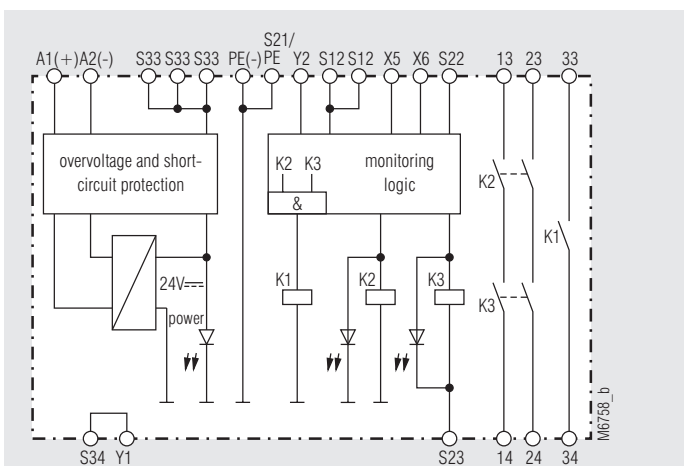 S21/
A1(+) A2(-) S33 S33 S33 PE(-) PE Y2 S12 S12 X5 X6 S22 13 23 33
overvoltage and short-
circuit protection
K2 K3
monitoring
logic
&
K2
K1
24V
power
K1
K2
K3
K3
M6758_b
S34 Y1 S23 14 24 34